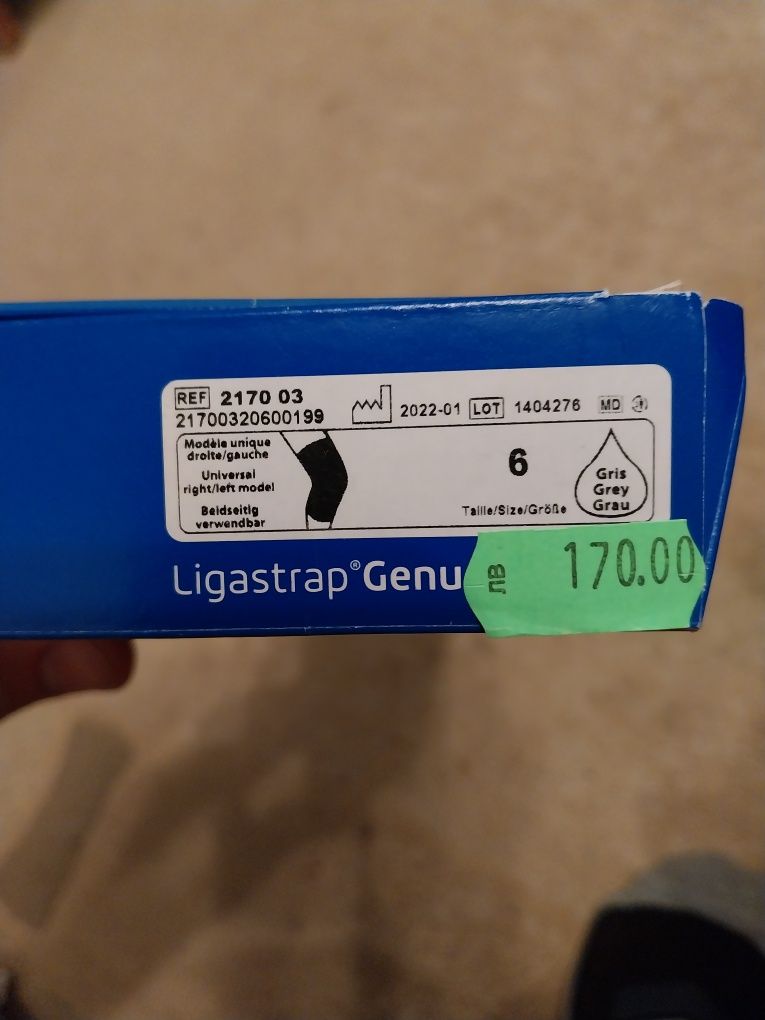 REF 2170 03
21700320600199
2022-01 LOT 1404276 MD
Modèle unique
droite/gauche
Universal
right/left model
Beidseitig
verwendbar
6
Taille/Size/Größe
Gris
Grey
Grau
Ligastrap®Genu
лв 170.00